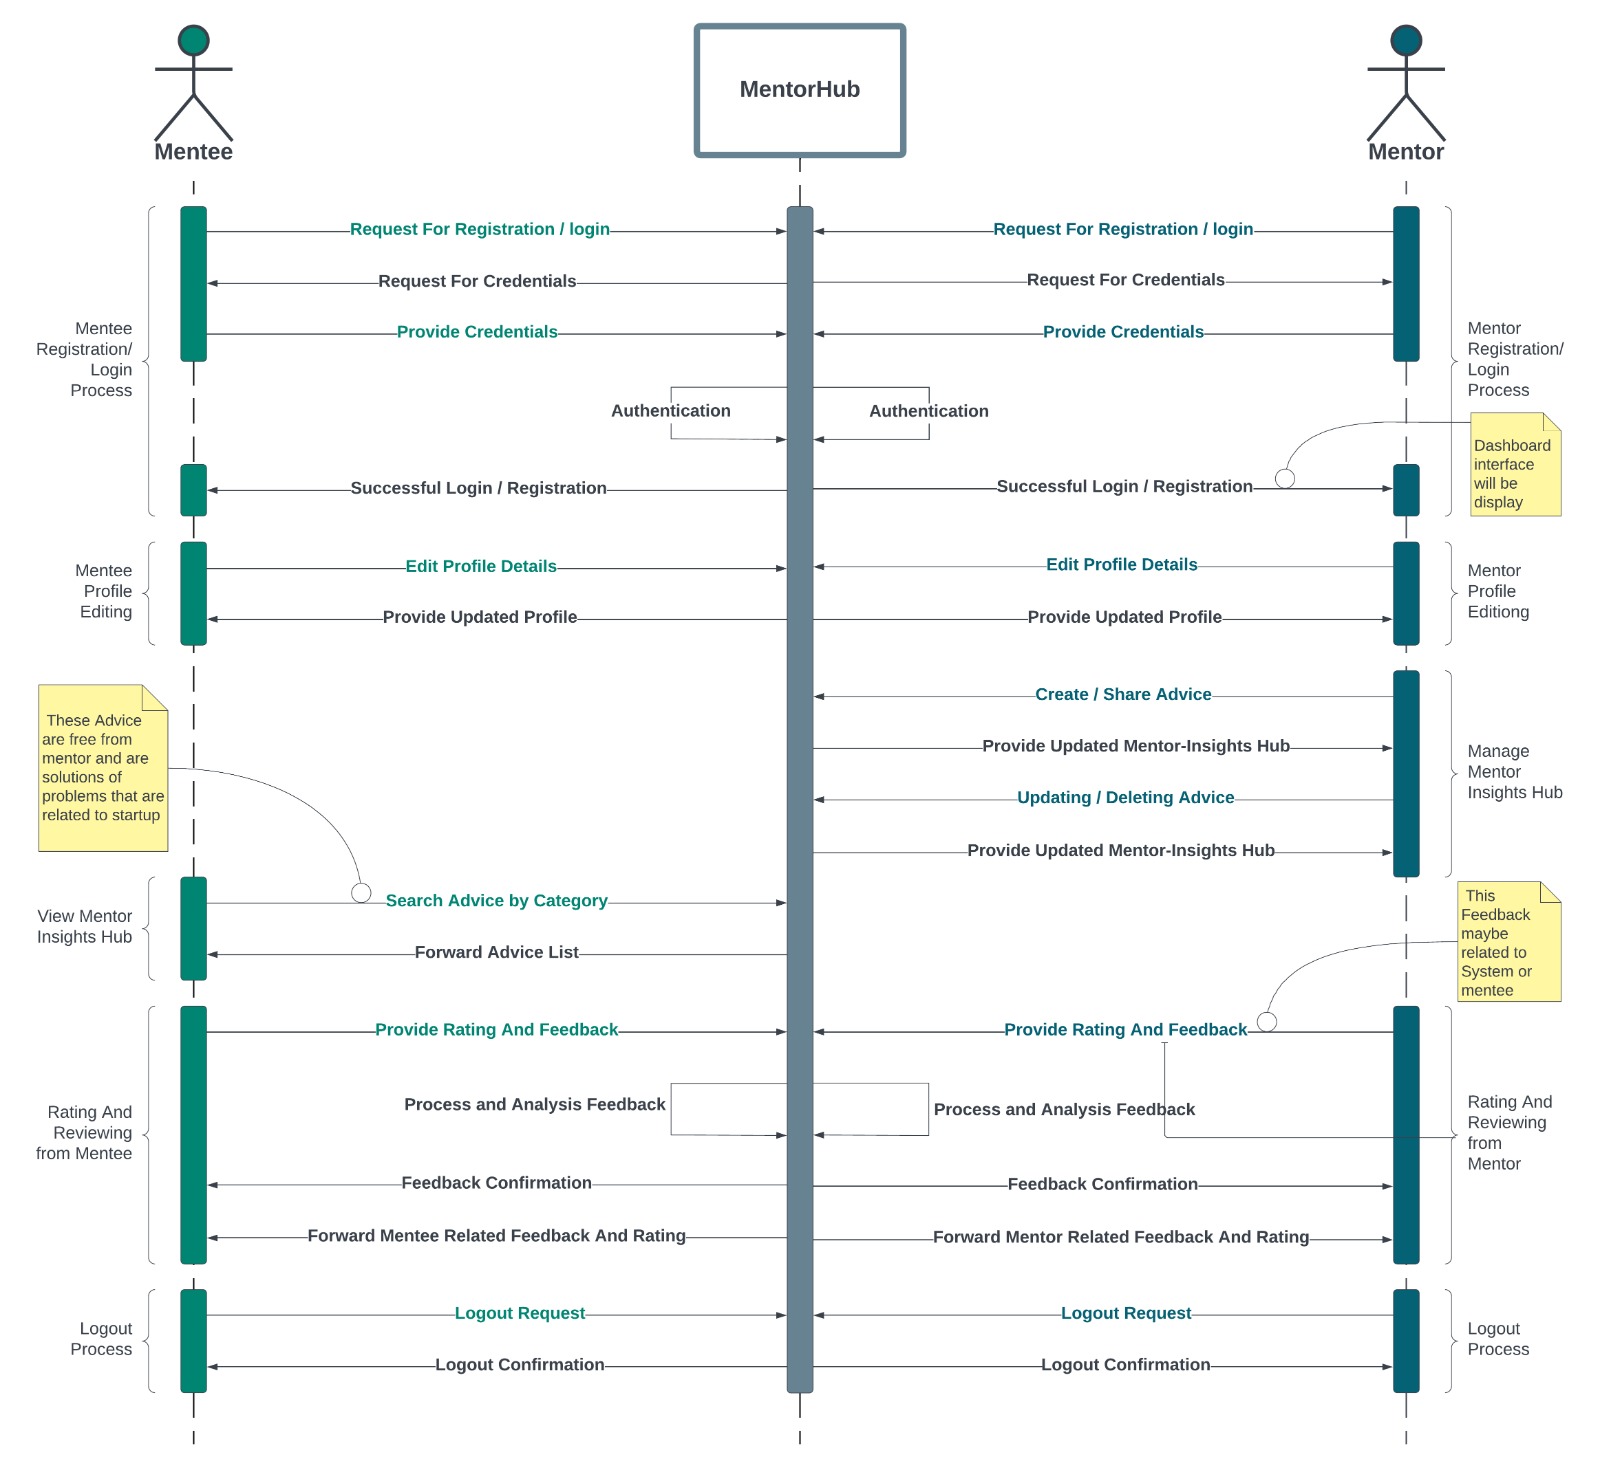 MentorHub
Mentee
Mentor
Request For Registration / login
Request For Registration / login
Request For Credentials
Request For Credentials
Provide Credentials
Provide Credentials
Mentee
Registration/
Login
Process
Mentor
Registration/
Login
Process
Authentication
Authentication
Dashboard
interface
will be
display
Successful Login / Registration
Successful Login / Registration
Edit Profile Details
Edit Profile Details
Mentee
Profile
Editing
Mentor
Profile
Editiong
Provide Updated Profile
Provide Updated Profile
Create / Share Advice
These Advice
are free from
mentor and are
solutions of
problems that are
related to startup
Provide Updated Mentor-Insights Hub
Manage
Mentor
Insights Hub
Updating / Deleting Advice
Provide Updated Mentor-Insights Hub
Search Advice by Category
View Mentor
Insights Hub
This
Feedback
maybe
related to
System or
mentee
Forward Advice List
Provide Rating And Feedback
Provide Rating And Feedback
Process and Analysis Feedback
Process and Analysis Feedback
Rating And
Reviewing
from Mentee
Rating And
Reviewing
from
Mentor
Feedback Confirmation
Feedback Confirmation
Forward Mentee Related Feedback And Rating
Forward Mentor Related Feedback And Rating
Logout Request
Logout Request
Logout
Process
Logout
Process
Logout Confirmation
Logout Confirmation